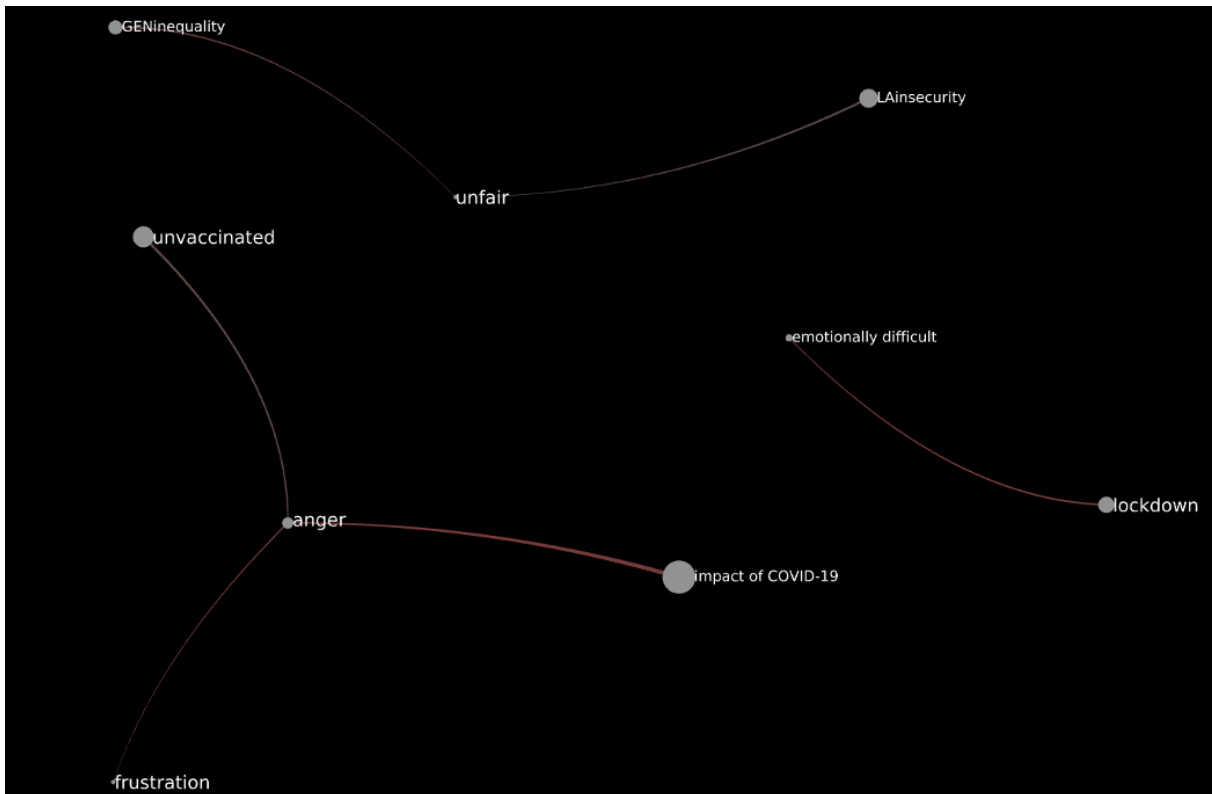 GENinequality
LAinsecurity
unfair
unvaccinated
emotionally difficult
lockdown
anger
impact of COVID-19
frustration